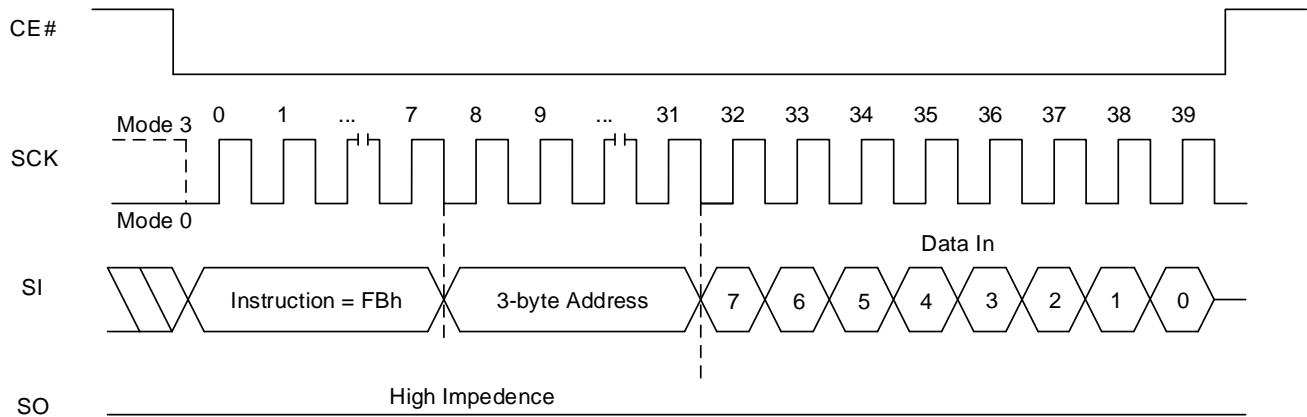 CE#
0 1 ... 7 8 9 ... 31 32 33 34 35 36 37 38 39
Mode 3
SCK
Mode 0
Data In
SI
Instruction = FBh 3-byte Address 7 6 5 4 3 2 1 0
High Impedence
SO